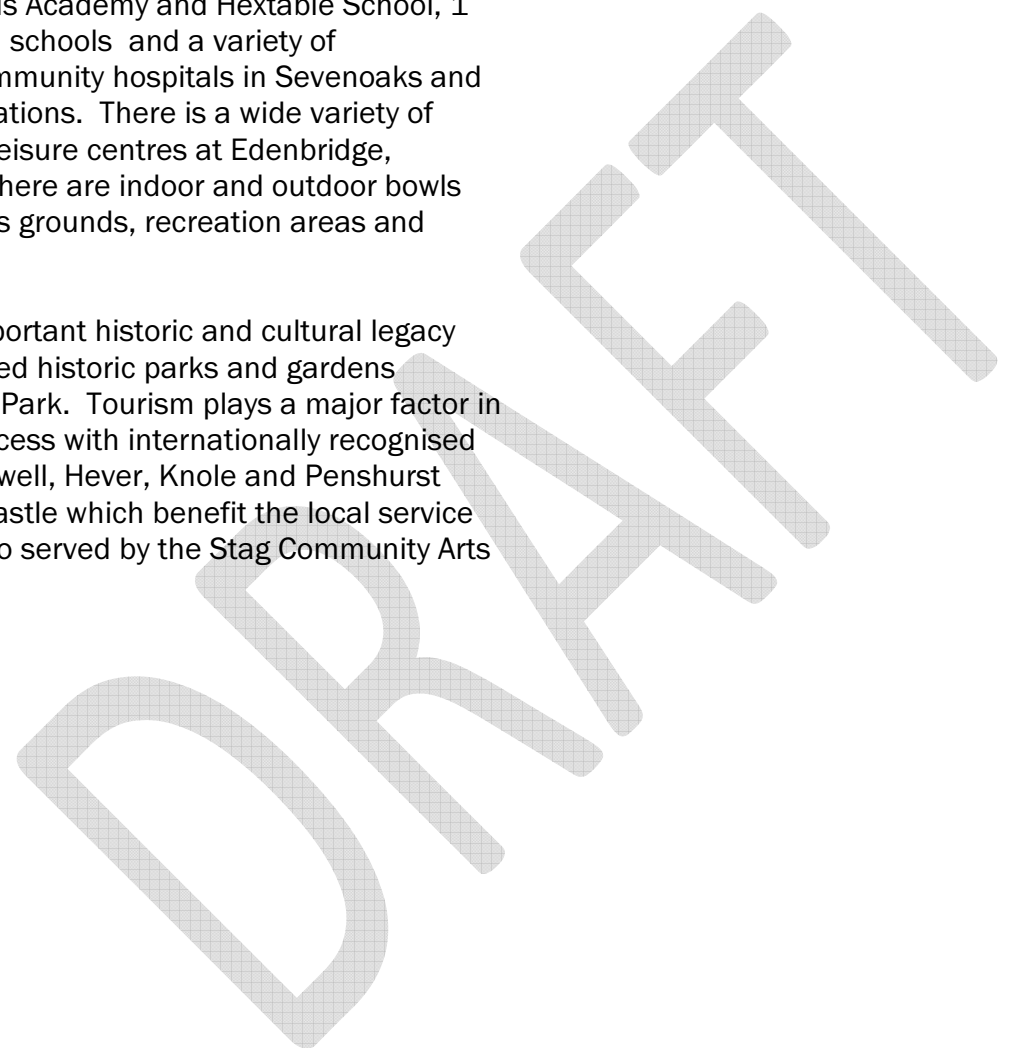 ls Academy and Hextable School, 1
schools and a variety of
mmunity hospitals in Sevenoaks and
ations. There is a wide variety of
eisure centres at Edenbridge,
here are indoor and outdoor bowls
s grounds, recreation areas and
portant historic and cultural legacy
ed historic parks and gardens
Park. Tourism plays a major factor in
cess with internationally recognised
well, Hever, Knole and Penshurst
astle which benefit the local service
o served by the Stag Community Arts
DRAFT